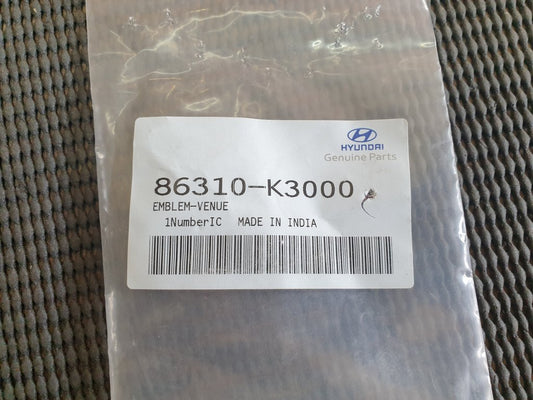 HYUNDAI
Genuine Parts
86310-K3000
EMBLEM-VENUE
1NumberIC MADE IN INDIA